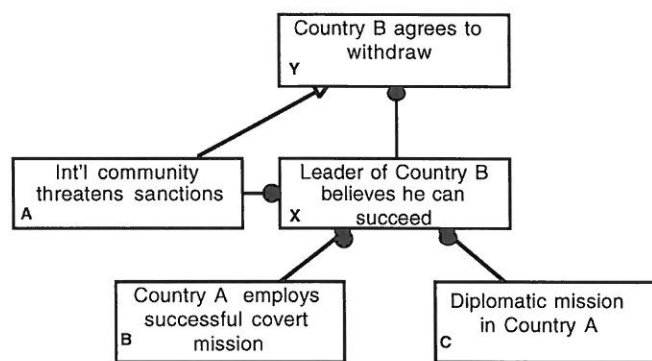 Country B agrees to
withdraw
Y
Int'l community
threatens sanctions
A
Leader of Country B
believes he can
succeed
X
Country A employs
successful covert
mission
B
Diplomatic mission
in Country A
C